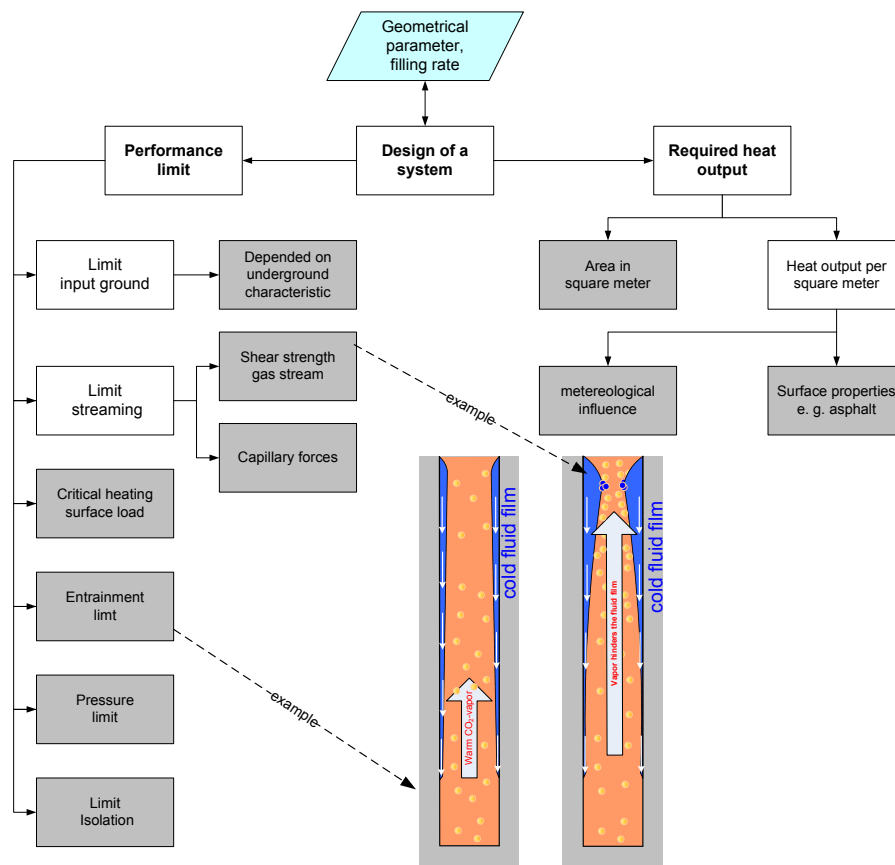 Geometrical
parameter,
filling rate
Performance
limit
Design of a
system
Required heat
output
Limit
input ground
Depended on
underground
characteristic
Area in
square meter
Heat output per
square meter
Shear strength
gas stream
Limit
streaming
Capillary forces
metereological
influence
Surface properties
e. g. asphalt
example
Critical heating
surface load
Entrainment
limt
Pressure
limit
Limit
Isolation
example
cold fluid film
Warm CO₂-vapor
cold fluid film
Vapor hinders the fluid film